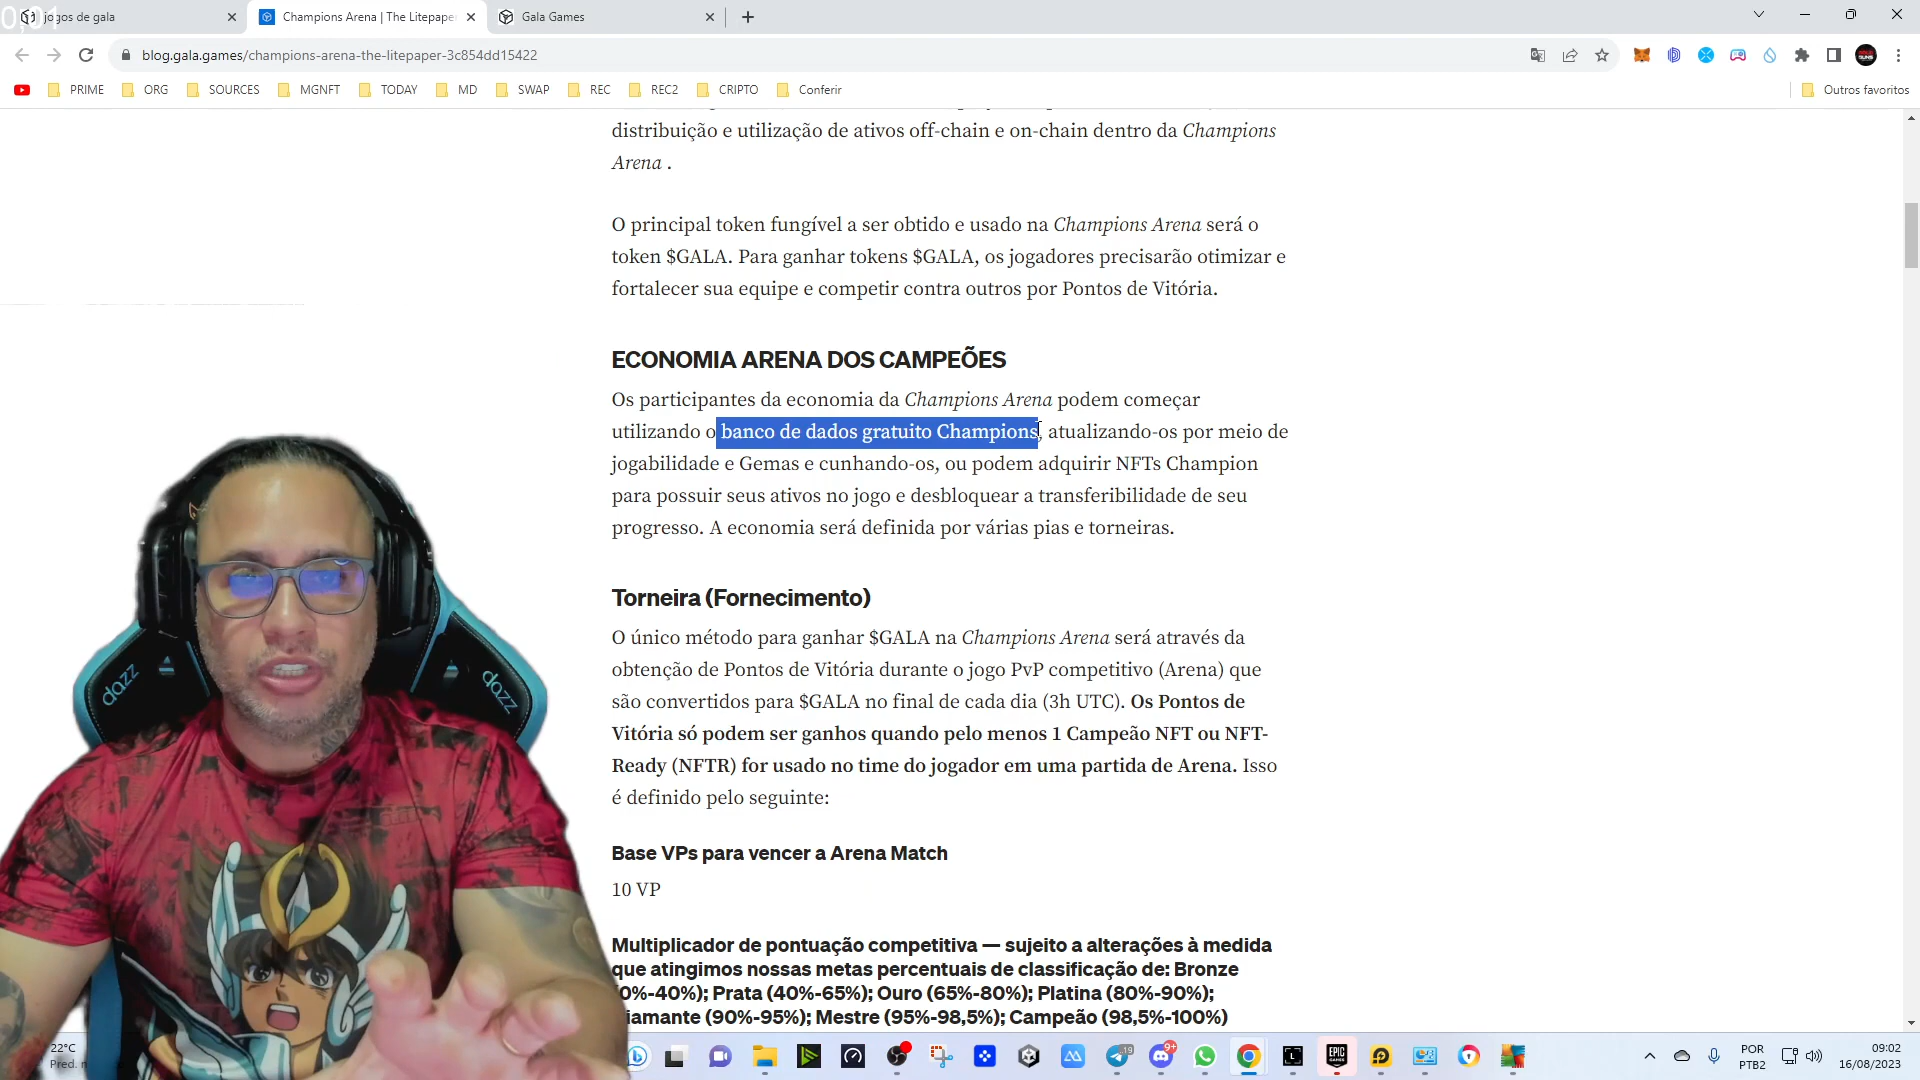 0,01
jogos de gala
Champions Arena | The Litepaper
Gala Games
blog.gala.games/champions-arena-the-litepaper-3c854dd15422
PRIME
ORG
SOURCES
MGNFT
TODAY
MD
SWAP
REC
REC2
CRIPTO
Conferir
Outros favoritos
distribuição e utilização de ativos off-chain e on-chain dentro da Champions
Arena .
O principal token fungível a ser obtido e usado na Champions Arena será o
token $GALA. Para ganhar tokens $GALA, os jogadores precisarão otimizar e
fortalecer sua equipe e competir contra outros por Pontos de Vitória.
ECONOMIA ARENA DOS CAMPEÕES
Os participantes da economia da Champions Arena podem começar
utilizando o banco de dados gratuito Champions, atualizando-os por meio de
jogabilidade e Gemas e cunhando-os, ou podem adquirir NFTs Champion
para possuir seus ativos no jogo e desbloquear a transferibilidade de seu
progresso. A economia será definida por várias pias e torneiras.
Torneira (Fornecimento)
O único método para ganhar $GALA na Champions Arena será através da
obtenção de Pontos de Vitória durante o jogo PvP competitivo (Arena) que
são convertidos para $GALA no final de cada dia (3h UTC). Os Pontos de
Vitória só podem ser ganhos quando pelo menos 1 Campeão NFT ou NFT-
Ready (NFTR) for usado no time do jogador em uma partida de Arena. Isso
é definido pelo seguinte:
Base VPs para vencer a Arena Match
10 VP
Multiplicador de pontuação competitiva — sujeito a alterações à medida
que atingimos nossas metas percentuais de classificação de: Bronze
0%-40%); Prata (40%-65%); Ouro (65%-80%); Platina (80%-90%);
iamante (90%-95%); Mestre (95%-98,5%); Campeão (98,5%-100%)
dazz
dazz
22°C
Pred.
19
9+
EPIC GAMES
POR
PTB2
09:02
16/08/2023